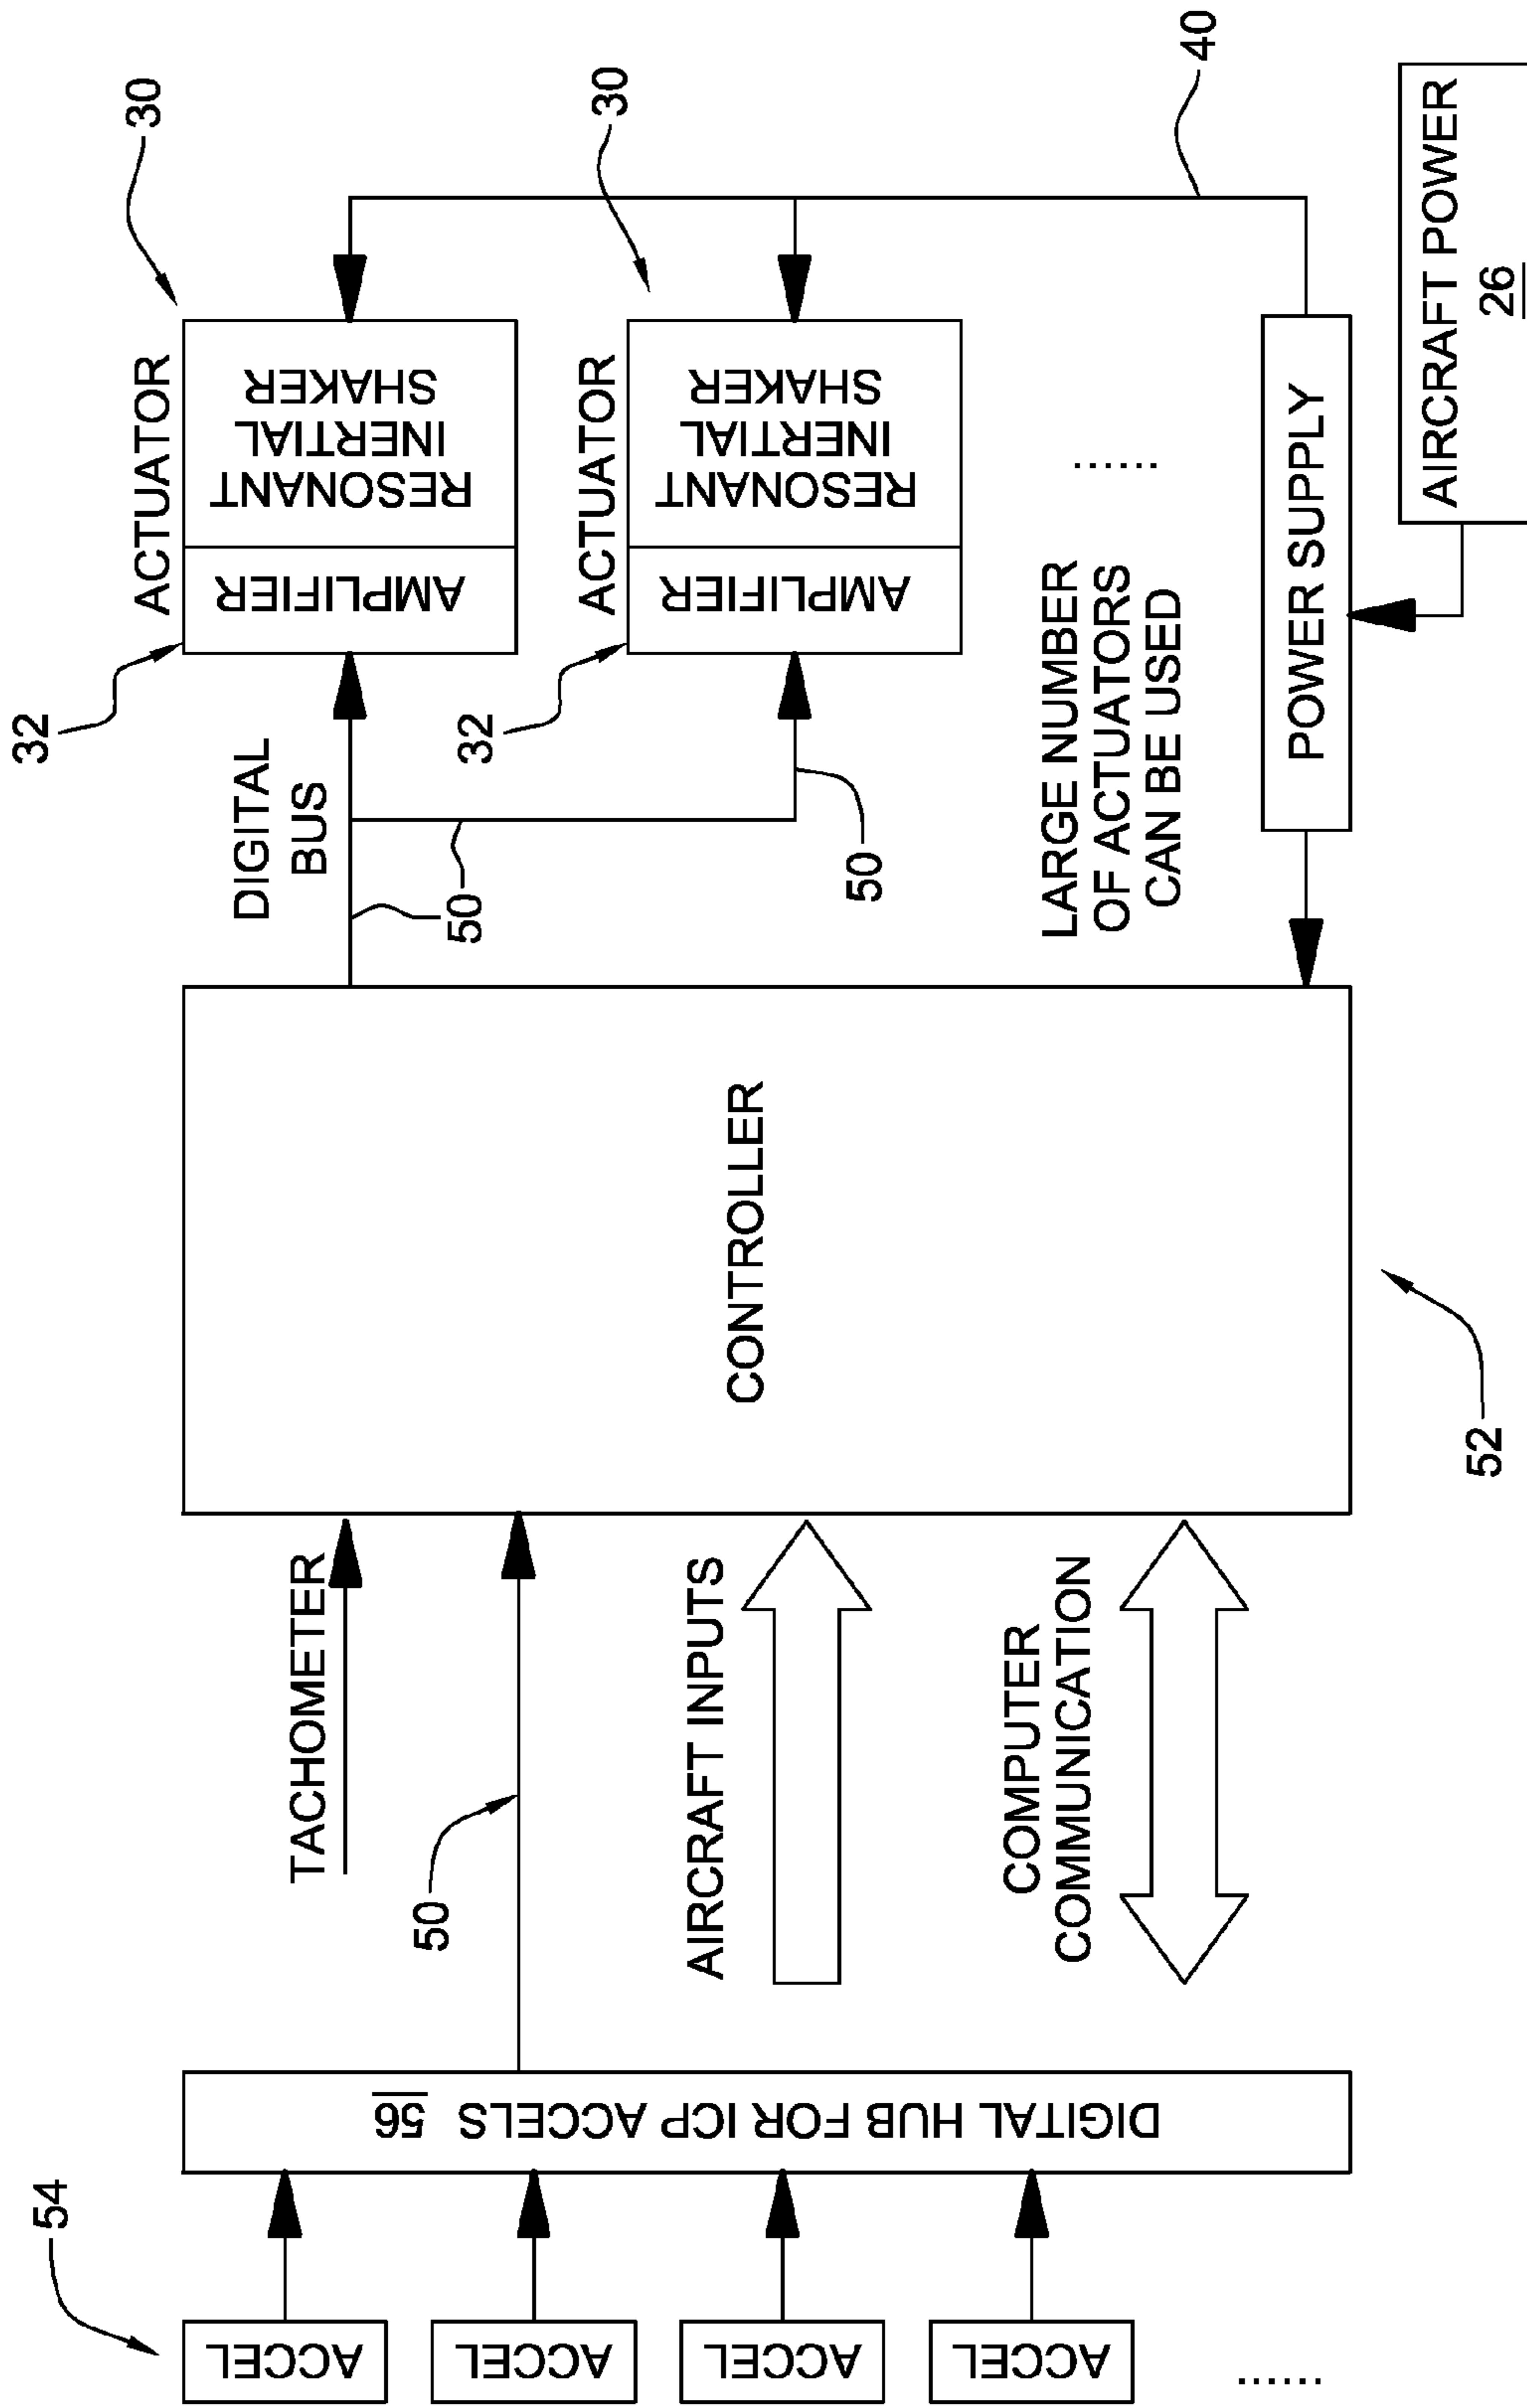 54
ACCEL
ACCEL
ACCEL
ACCEL
......
DIGITAL HUB FOR ICP ACCELS 56
TACHOMETER
50
AIRCRAFT INPUTS
COMPUTER
COMMUNICATION
CONTROLLER
52
DIGITAL
BUS
50
50
32
ACTUATOR
AMPLIFIER
RESONANT
INERTIAL
SHAKER
30
32
ACTUATOR
AMPLIFIER
RESONANT
INERTIAL
SHAKER
30
......
LARGE NUMBER
OF ACTUATORS
CAN BE USED
POWER SUPPLY
40
AIRCRAFT POWER
26